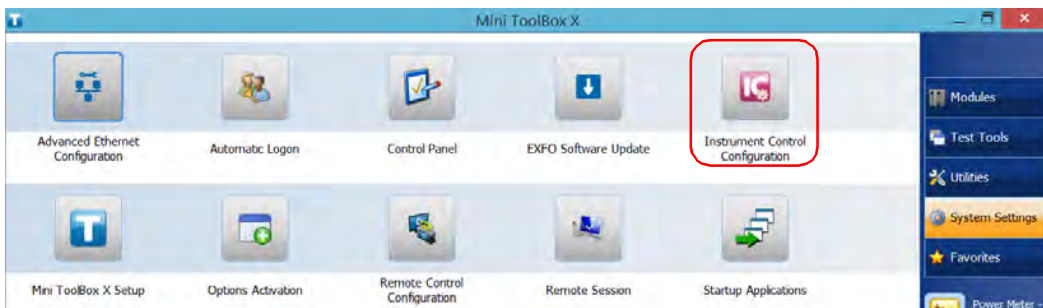 Mini ToolBox X
Advanced Ethernet
Configuration
Automatic Logon
Control Panel
EXFO Software Update
IC
Instrument Control
Configuration
T
Mini ToolBox X Setup
Options Activation
Remote Control
Configuration
Remote Session
Startup Applications
Modules
Test Tools
Utilities
System Settings
Favorites
Power Meter -